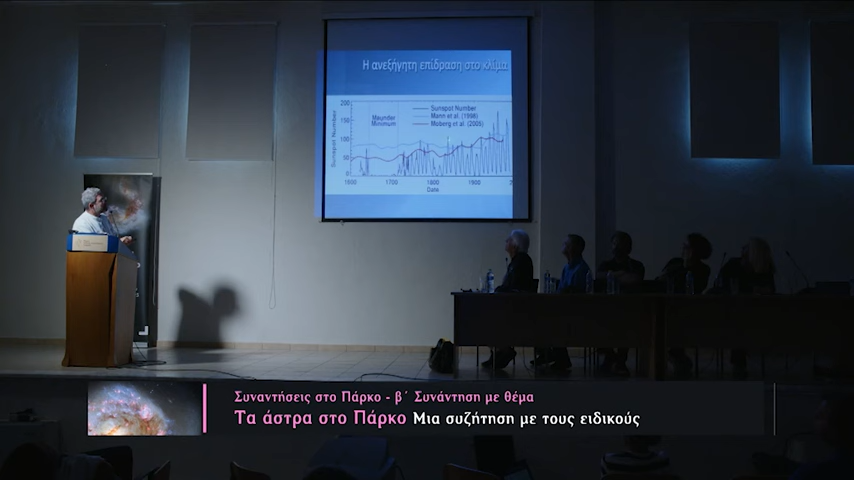 Η ανεξήγητη επίδραση στο κλίμα
200
150
100
50
0
Sunspot Number
Maunder
Minimum
Sunspot Number
Mann et al. (1998)
Moberg et al. (2005)
1600 1700 1800 1900
Date
Συναντήσεις στο Πάρκο - β΄ Συνάντηση με θέμα
Τα άστρα στο Πάρκο Μια συζήτηση με τους ειδικούς